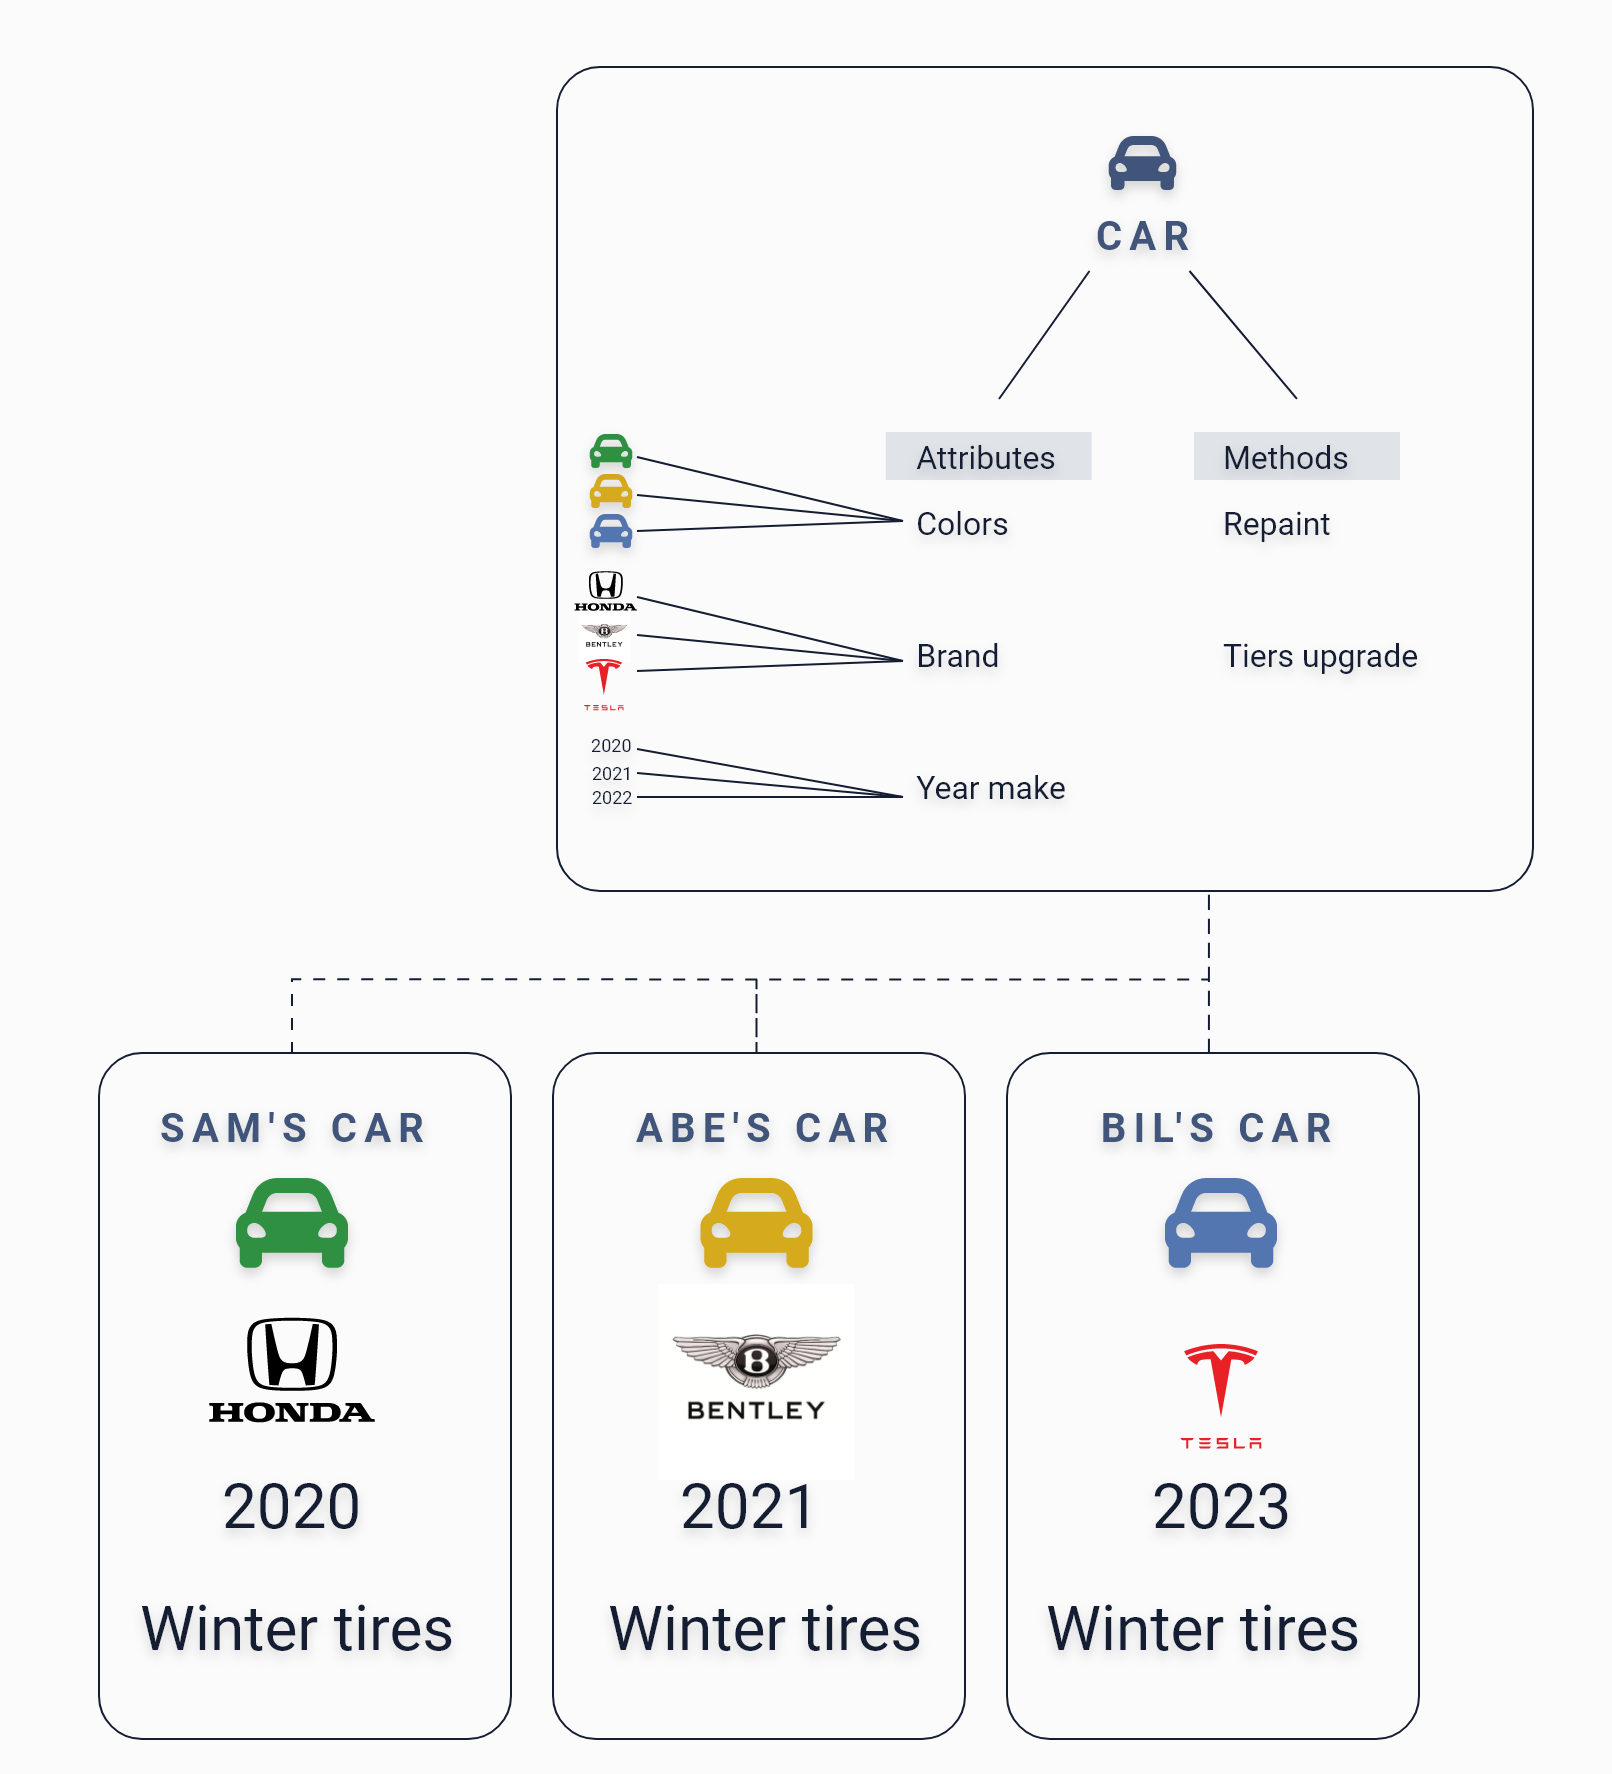 CAR
Attributes
Methods
Colors
Repaint
HONDA
BENTLEY
TESLA
Brand
Tiers upgrade
2020
2021
2022
Year make
SAM'S CAR
HONDA
2020
Winter tires
ABE'S CAR
B
BENTLEY
2021
Winter tires
BIL'S CAR
TESLA
2023
Winter tires